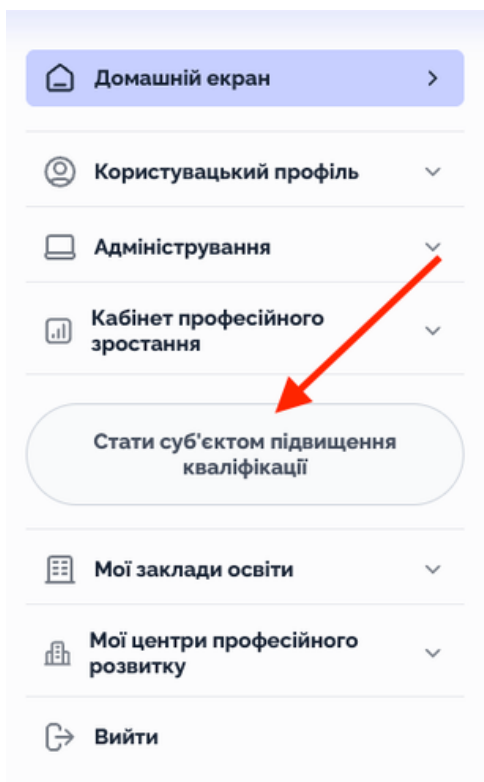 Домашній екран
Користувацький профіль
Адміністрування
Кабінет професійного
зростання
Стати суб'єктом підвищення
кваліфікації
Мої заклади освіти
Мої центри професійного
розвитку
Вийти